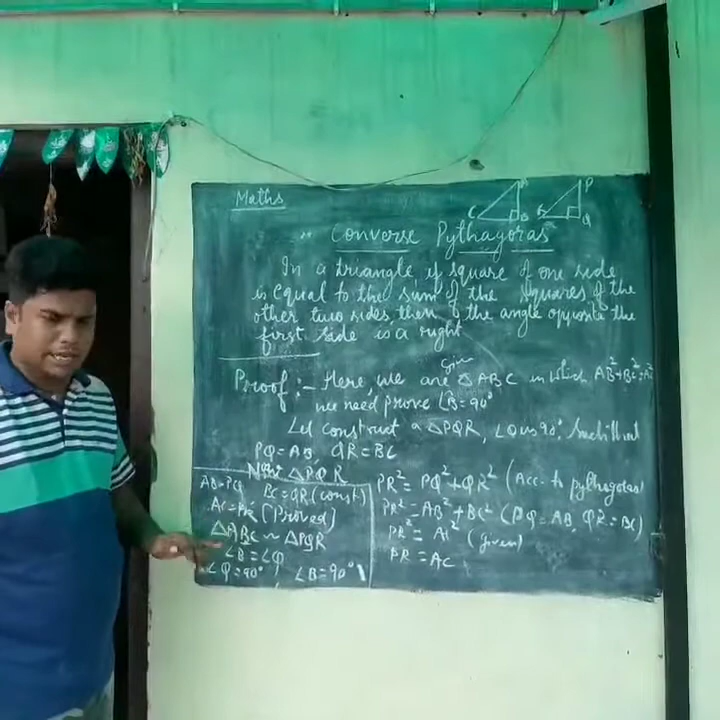 Maths
C B
P
Q
Converse Pythagoras
In a triangle if square of one side
is equal to the sum of the squares of the
other two sides then the angle opposite the
first side is a right
Proof :- Here, we are given △ABC in which AB²+BC²=AC²
we need prove ∠B=90°
Let construct a △PQR, ∠Q is 90°, Such that
PQ = AB, QR = BC
Now △PQR
PR² = PQ²+QR² (Acc-to pythagoras)
PR² = AB²+BC² (PQ=AB, QR=BC)
PR² = AC² (given)
PR = AC
AB=PQ
BC=QR (const)
AC=PR (Proved)
△ABC ~ △PQR
∠B=∠Q
∠Q=90°, ∠B=90°